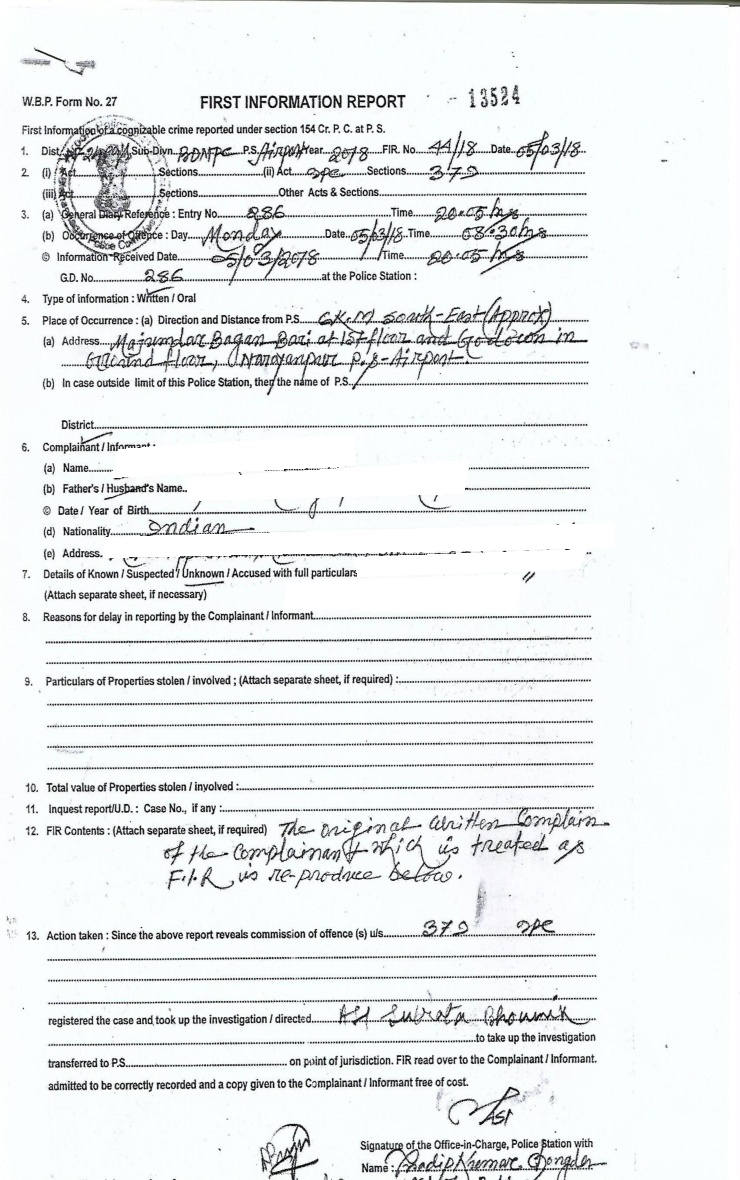 W.B.P. Form No. 27 FIRST INFORMATION REPORT 13524
First Information of a cognizable crime reported under section 154 Cr. P. C. at P. S.
1. Dist. Sub-Divn. BDNPC P.S. Airport Year 2018 FIR. No. 44/18 Date 05/03/18
2. (i) Act Sections (ii) Act IPC Sections 379
(iii) Act Sections Other Acts & Sections
3. (a) General Diary Reference : Entry No. 286 Time 20.05 hrs
(b) Occurrence of Offence : Day Monday Date 05/03/18 Time 08.30 hrs
© Information Received Date 05/03/2018 Time 20.05 hrs
G.D. No. 286 at the Police Station :
4. Type of information : Written / Oral
5. Place of Occurrence : (a) Direction and Distance from P.S. 6 K.M South-East (Approx)
(a) Address Majumdar Bagan Bari at 1st floor and Godown in
Ground floor, Narayanpur P.S-Airport.
(b) In case outside limit of this Police Station, then the name of P.S.
District
6. Complainant / Informant
(a) Name
(b) Father's / Husband's Name..
© Date / Year of Birth
(d) Nationality Indian
(e) Address.
7. Details of Known / Suspected / Unknown / Accused with full particulars
(Attach separate sheet, if necessary)
8. Reasons for delay in reporting by the Complainant / Informant
9. Particulars of Properties stolen / involved ; (Attach separate sheet, if required) :
10. Total value of Properties stolen / involved :
11. Inquest report/U.D. : Case No., if any :
12. FIR Contents : (Attach separate sheet, if required) The original written Complain
of the Complainant which is treated as
F.I.R is re-produce below.
13. Action taken : Since the above report reveals commission of offence (s) u/s 379 IPC
registered the case and took up the investigation / directed ASI Subrata Bhoumik
to take up the investigation
transferred to P.S. on point of jurisdiction. FIR read over to the Complainant / Informant.
admitted to be correctly recorded and a copy given to the Complainant / Informant free of cost.
ASI
Signature of the Office-in-Charge, Police Station with
Name : Pradip Kumar